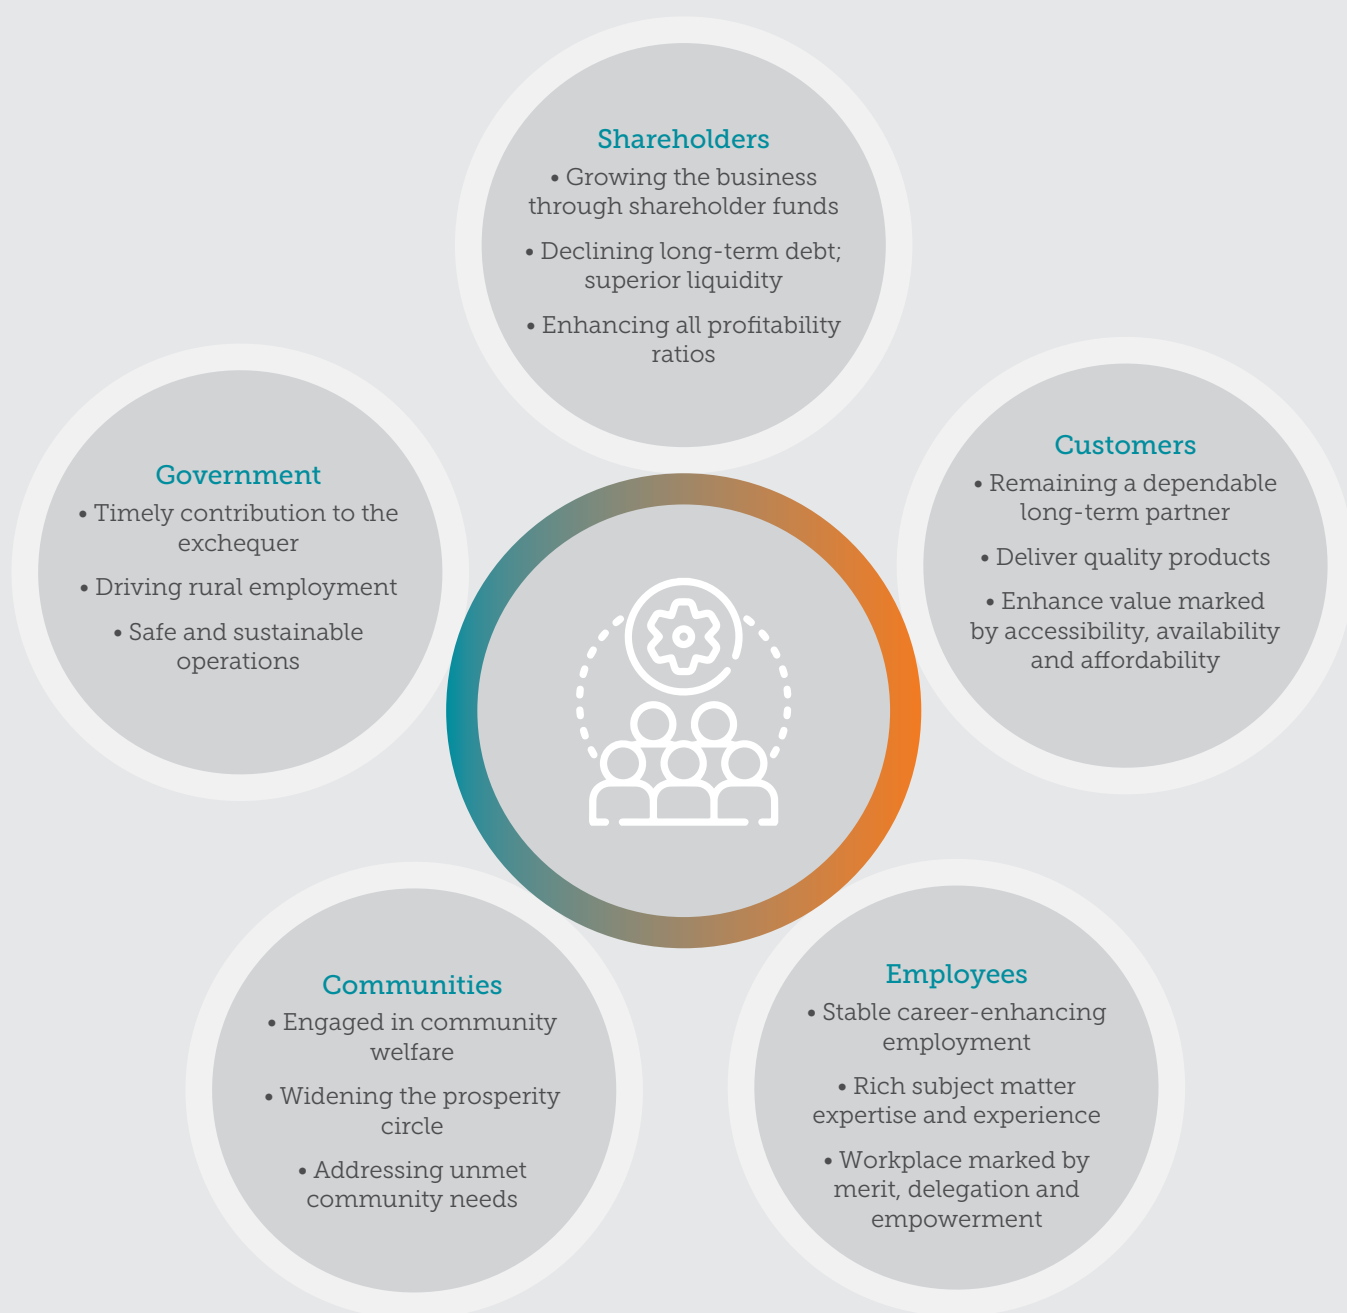 Shareholders
• Growing the business
through shareholder funds
• Declining long-term debt;
superior liquidity
• Enhancing all profitability
ratios
Government
• Timely contribution to the
exchequer
• Driving rural employment
• Safe and sustainable
operations
Customers
• Remaining a dependable
long-term partner
• Deliver quality products
• Enhance value marked
by accessibility, availability
and affordability
Communities
• Engaged in community
welfare
• Widening the prosperity
circle
• Addressing unmet
community needs
Employees
• Stable career-enhancing
employment
• Rich subject matter
expertise and experience
• Workplace marked by
merit, delegation and
empowerment